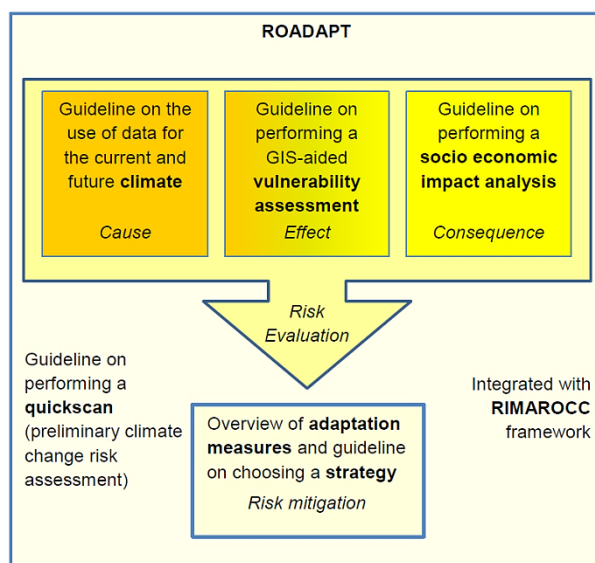 ROADAPT
Guideline on the
use of data for
the current and
future climate
Cause
Guideline on
performing a
GIS-aided
vulnerability
assessment
Effect
Guideline on
performing a
socio economic
impact analysis
Consequence
Risk
Evaluation
Guideline on
performing a
quickscan
(preliminary climate
change risk
assessment)
Integrated with
RIMAROCC
framework
Overview of adaptation
measures and guideline
on choosing a strategy
Risk mitigation